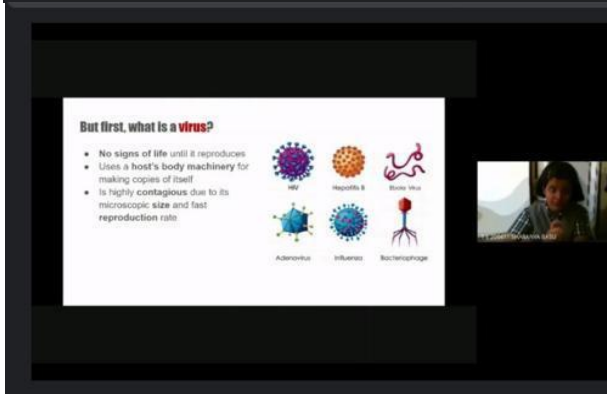 But first, what is a virus?
● No signs of life until it reproduces
● Uses a host's body machinery for
making copies of itself
● Is highly contagious due to its
microscopic size and fast
reproduction rate
HIV
Hepatitis B
Ebola Virus
Adenovirus
Influenza
Bacteriophage